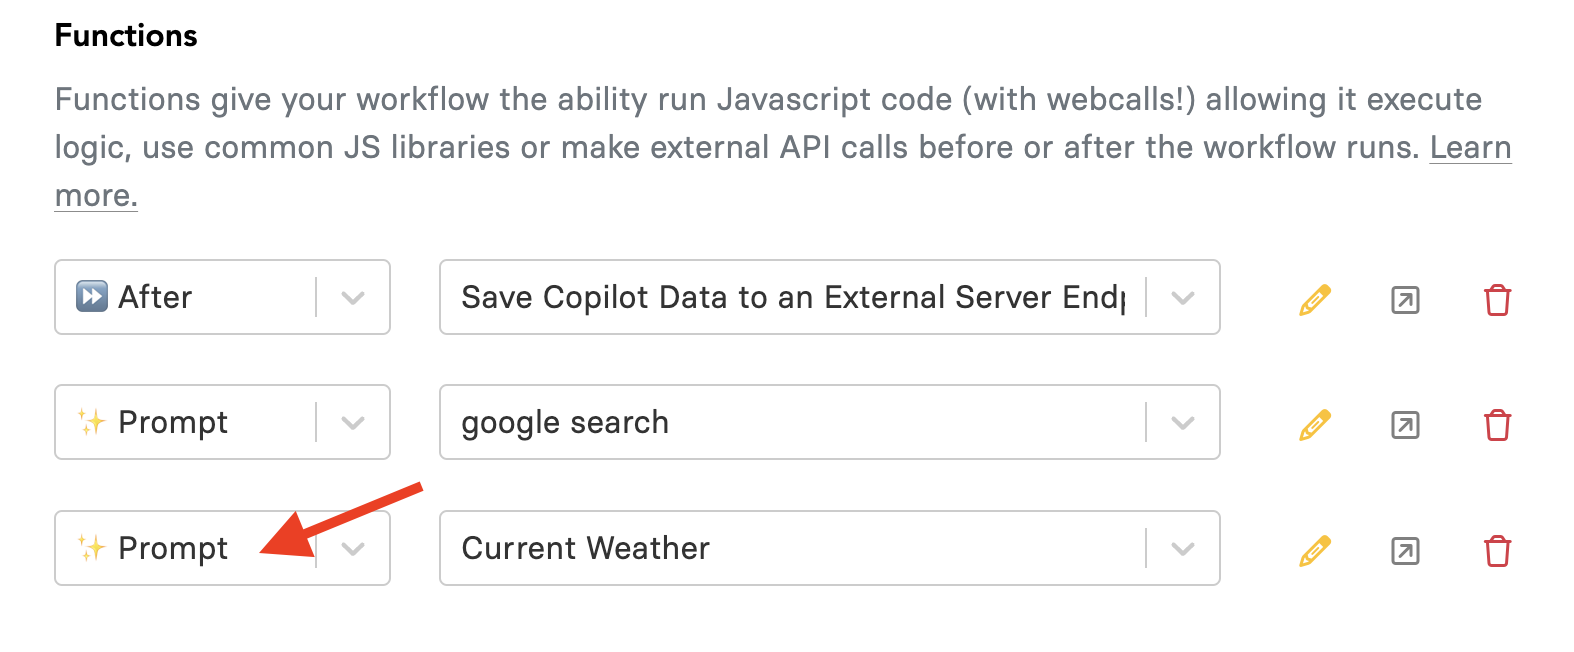 Functions
Functions give your workflow the ability run Javascript code (with webcalls!) allowing it execute
logic, use common JS libraries or make external API calls before or after the workflow runs. Learn
more.
After
Save Copilot Data to an External Server
Prompt
google search
Prompt
Current Weather